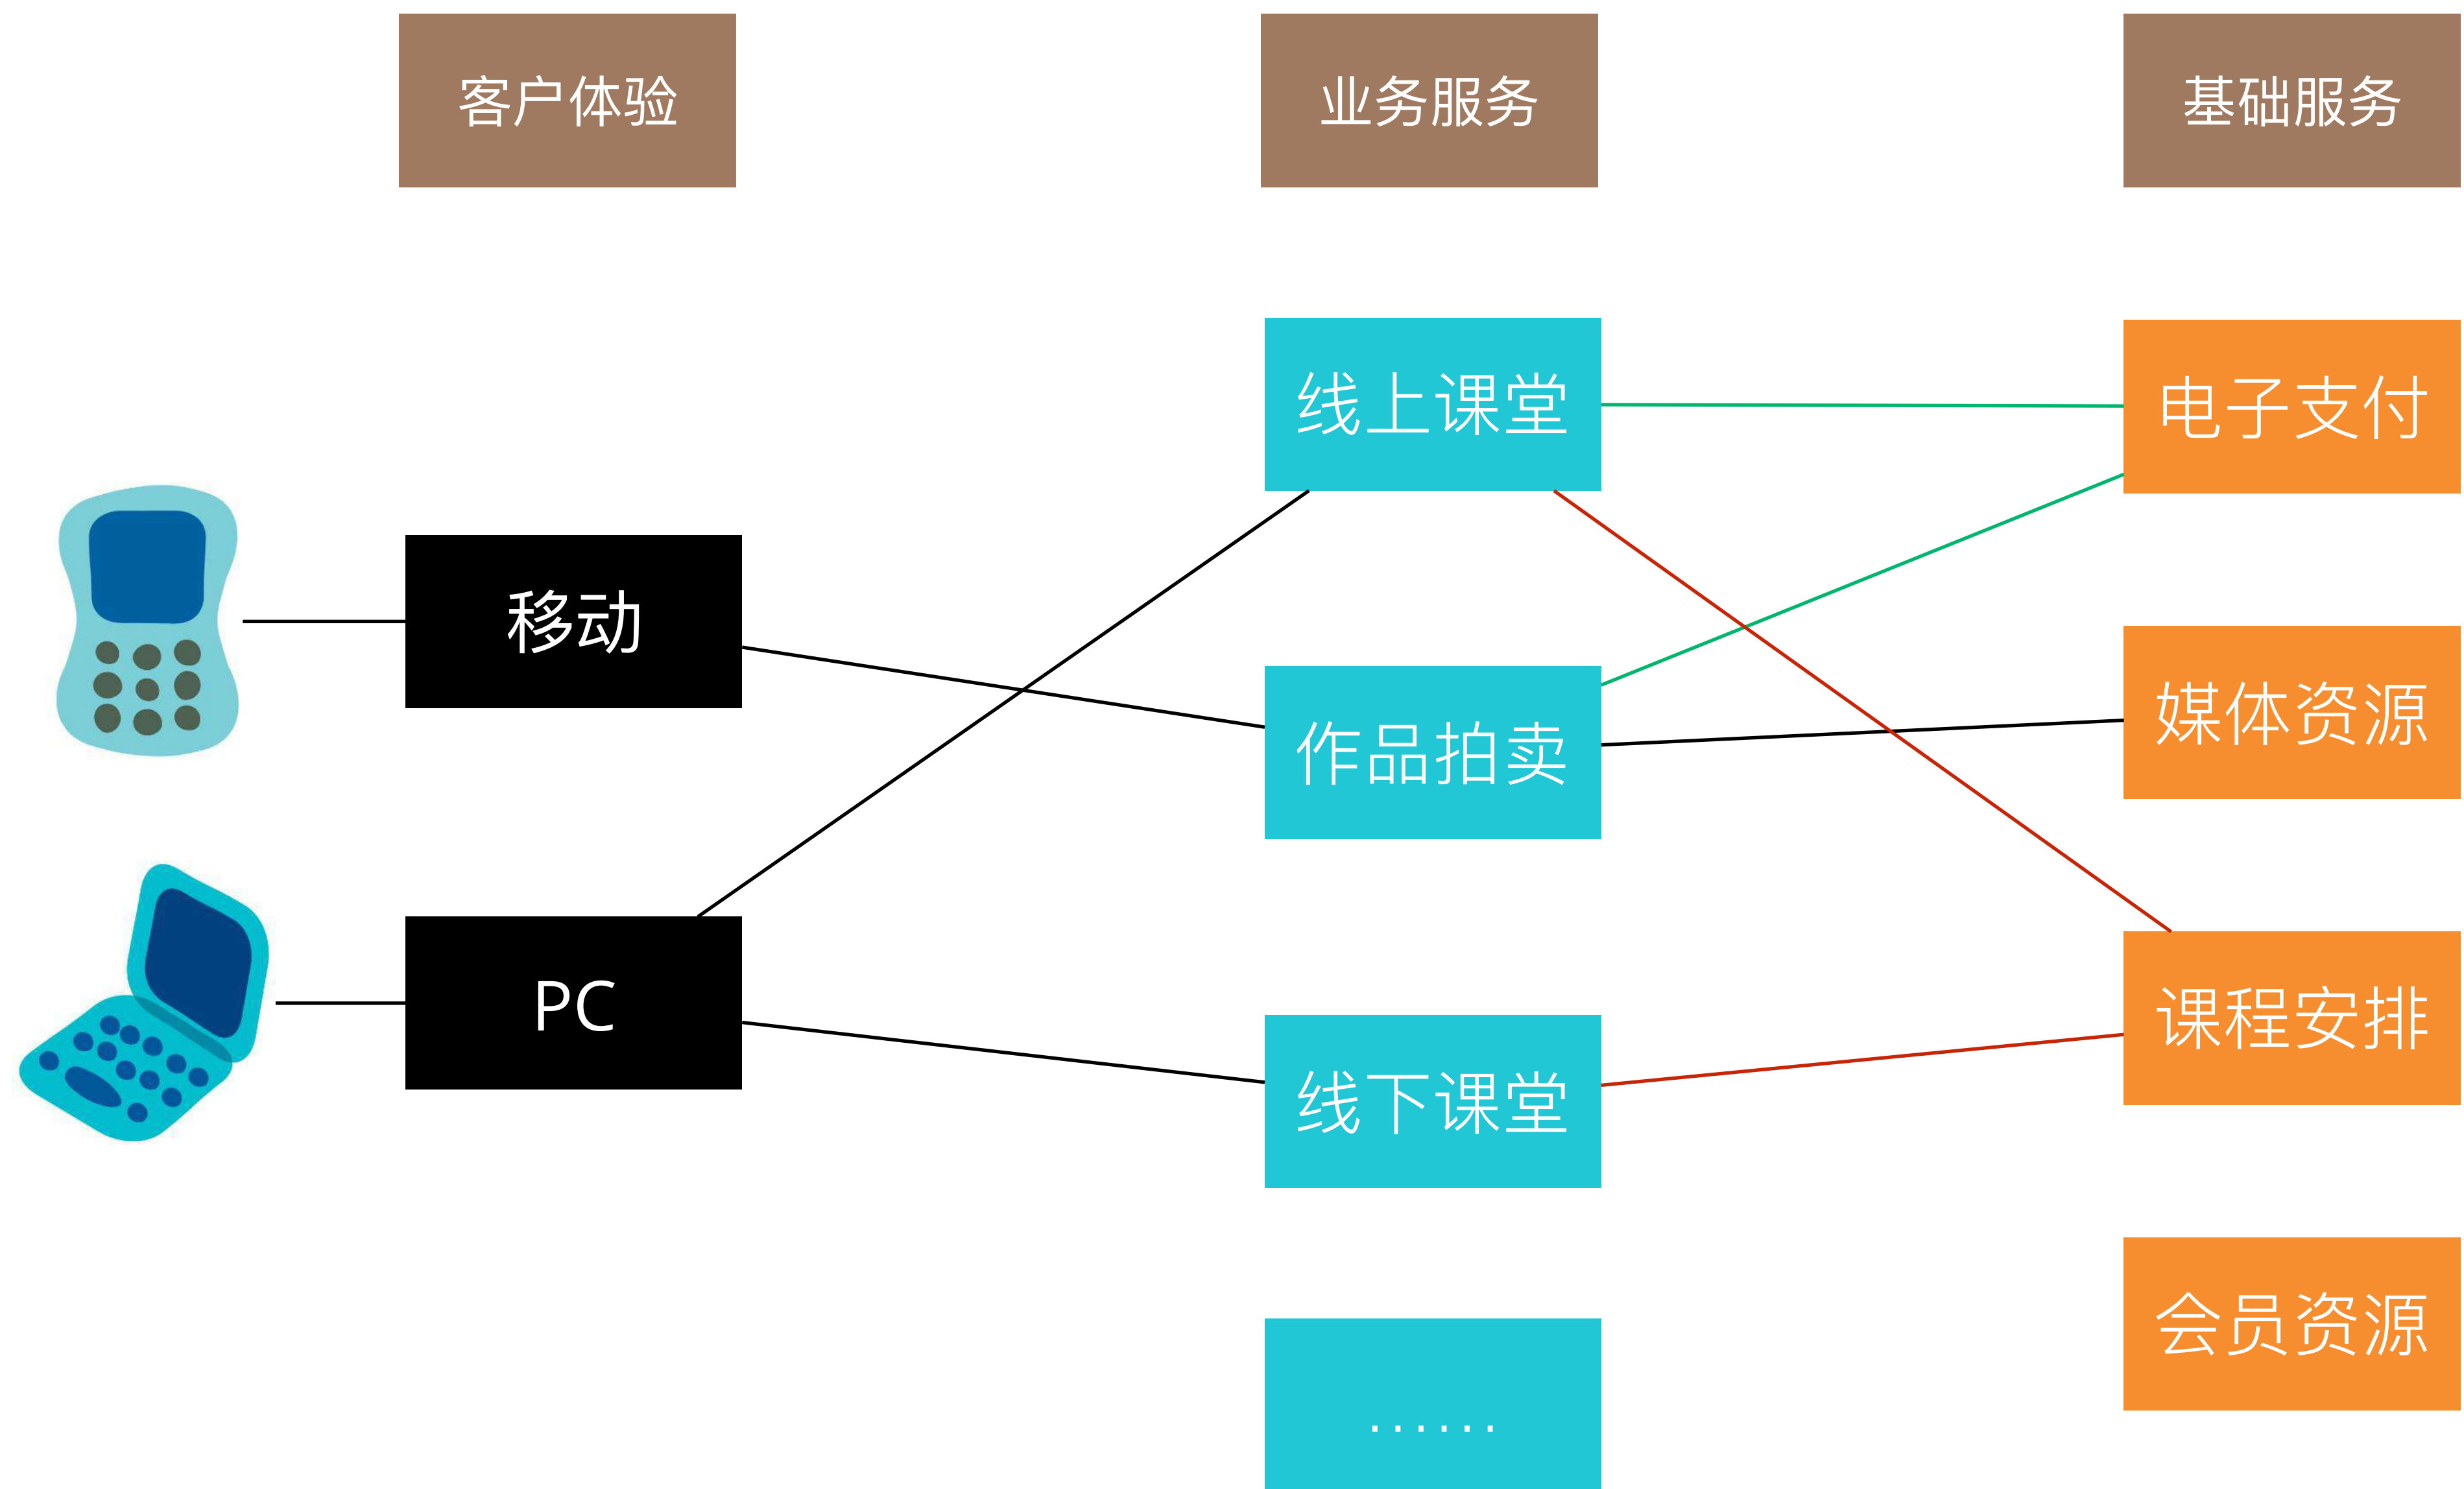 客户体验
业务服务
基础服务
线上课堂
电子支付
移动
作品拍卖
媒体资源
PC
线下课堂
课程安排
会员资源
......